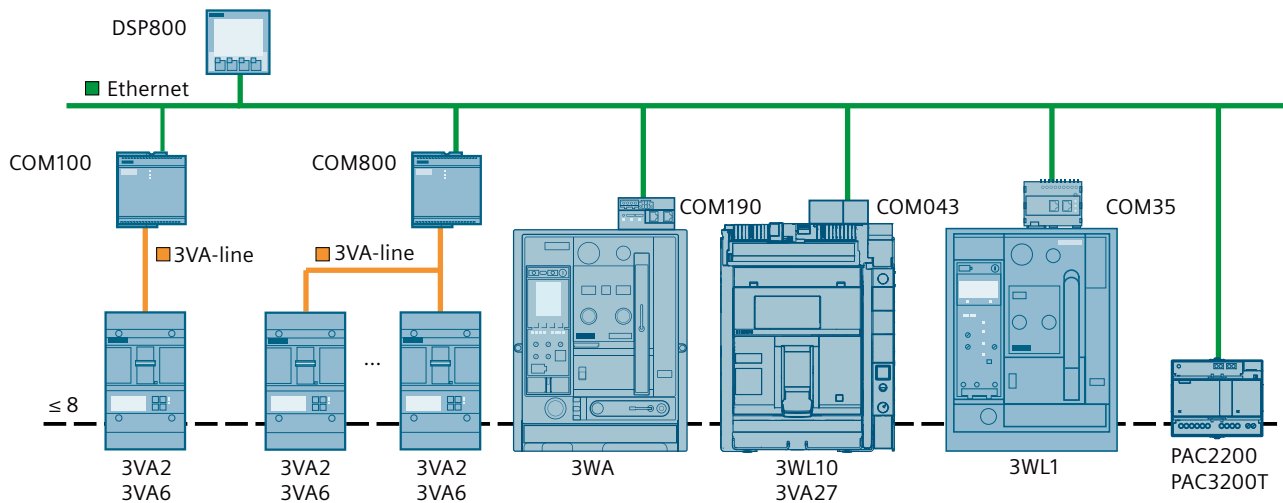 DSP800
Ethernet
COM100
COM800
COM190
COM043
COM35
3VA-line
3VA-line
...
≤ 8
3VA2
3VA6
3VA2
3VA6
3VA2
3VA6
3WA
3WL10
3VA27
3WL1
PAC2200
PAC3200T